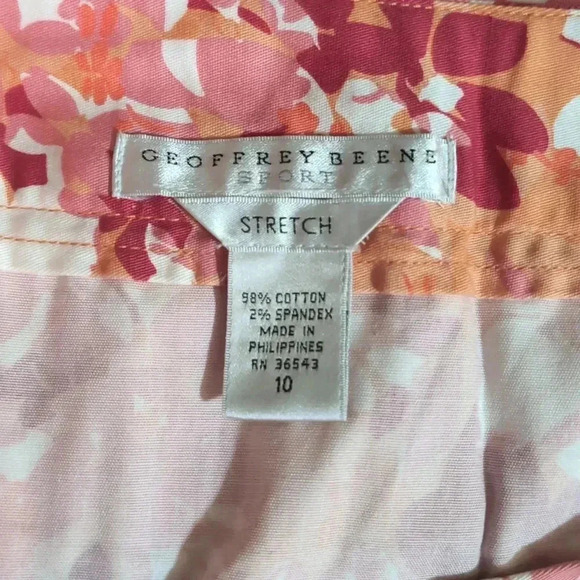 GEOFFREY BEENE
SPORT
STRETCH
98% COTTON
2% SPANDEX
MADE IN
PHILIPPINES
RN 36543
10